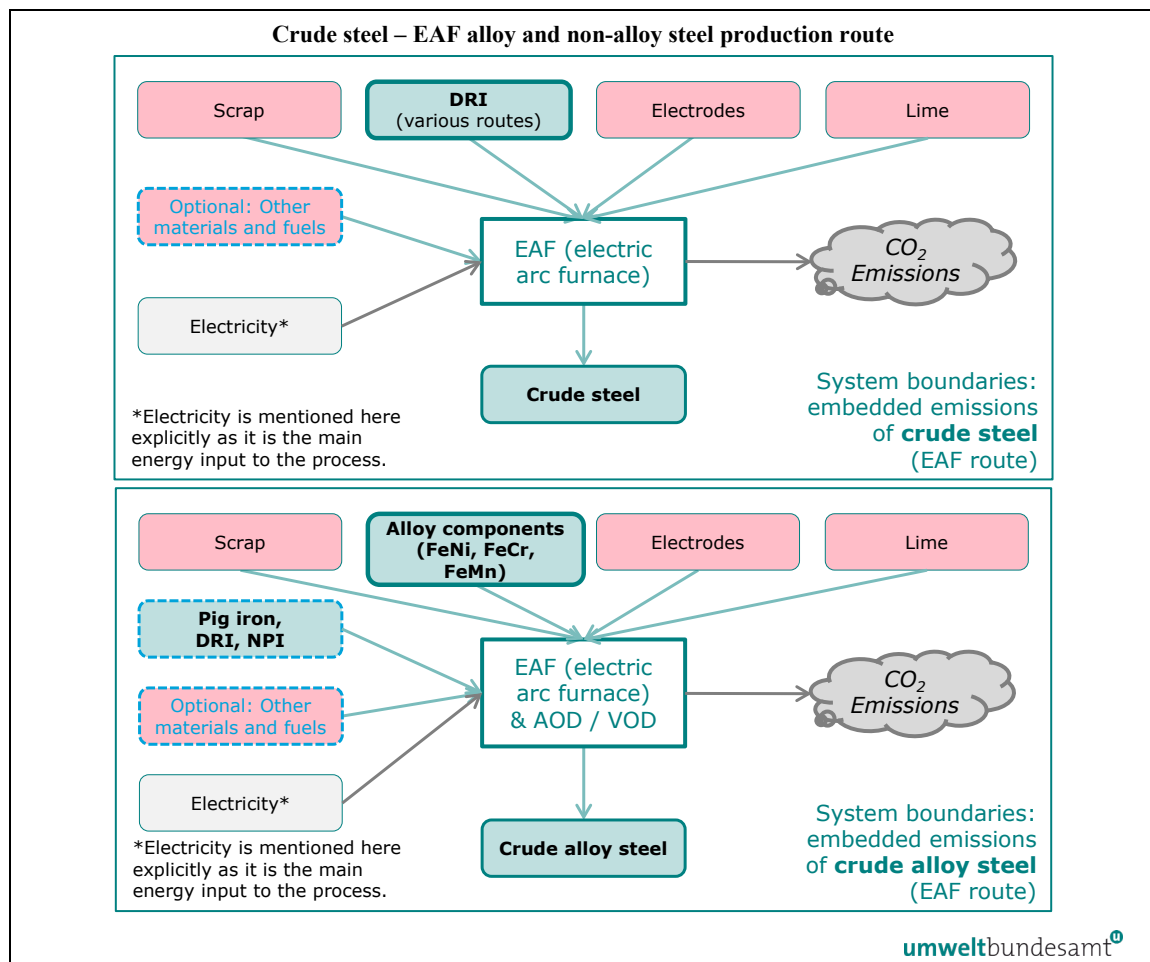 Crude steel – EAF alloy and non-alloy steel production route
Scrap
DRI
(various routes)
Electrodes
Lime
Optional: Other
materials and fuels
EAF (electric
arc furnace)
CO2
Emissions
Electricity*
Crude steel
*Electricity is mentioned here
explicitly as it is the main
energy input to the process.
System boundaries:
embedded emissions
of crude steel
(EAF route)
Scrap
Alloy components
(FeNi, FeCr,
FeMn)
Electrodes
Lime
Pig iron,
DRI, NPI
EAF (electric
arc furnace)
& AOD / VOD
CO2
Emissions
Optional: Other
materials and fuels
Electricity*
Crude alloy steel
*Electricity is mentioned here
explicitly as it is the main
energy input to the process.
System boundaries:
embedded emissions
of crude alloy steel
(EAF route)
umweltbundesamt
u